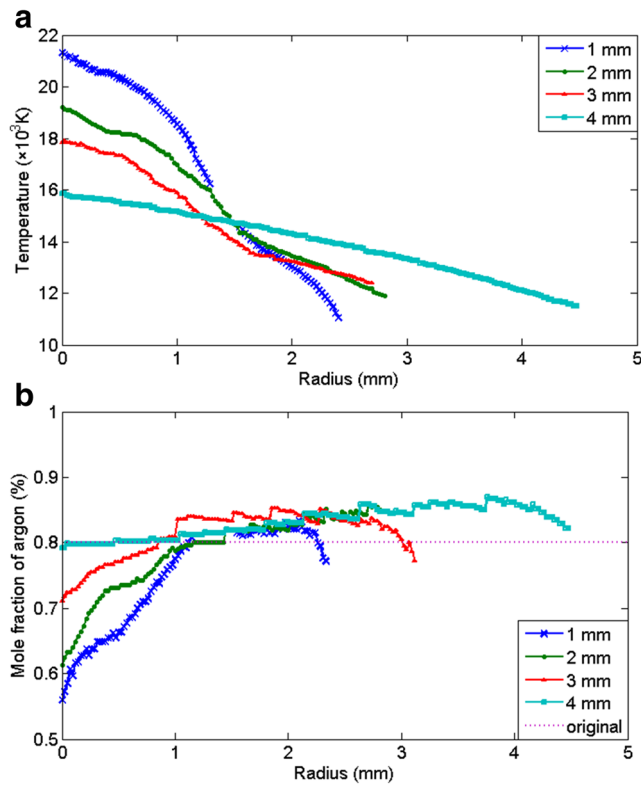 a
22
20
18
16
14
12
10
Temperature (×10³K)
0 1 2 3 4 5
Radius (mm)
1 mm
2 mm
3 mm
4 mm
b
1
0.9
0.8
0.7
0.6
0.5
Mole fraction of argon (%)
0 1 2 3 4 5
Radius (mm)
1 mm
2 mm
3 mm
4 mm
original